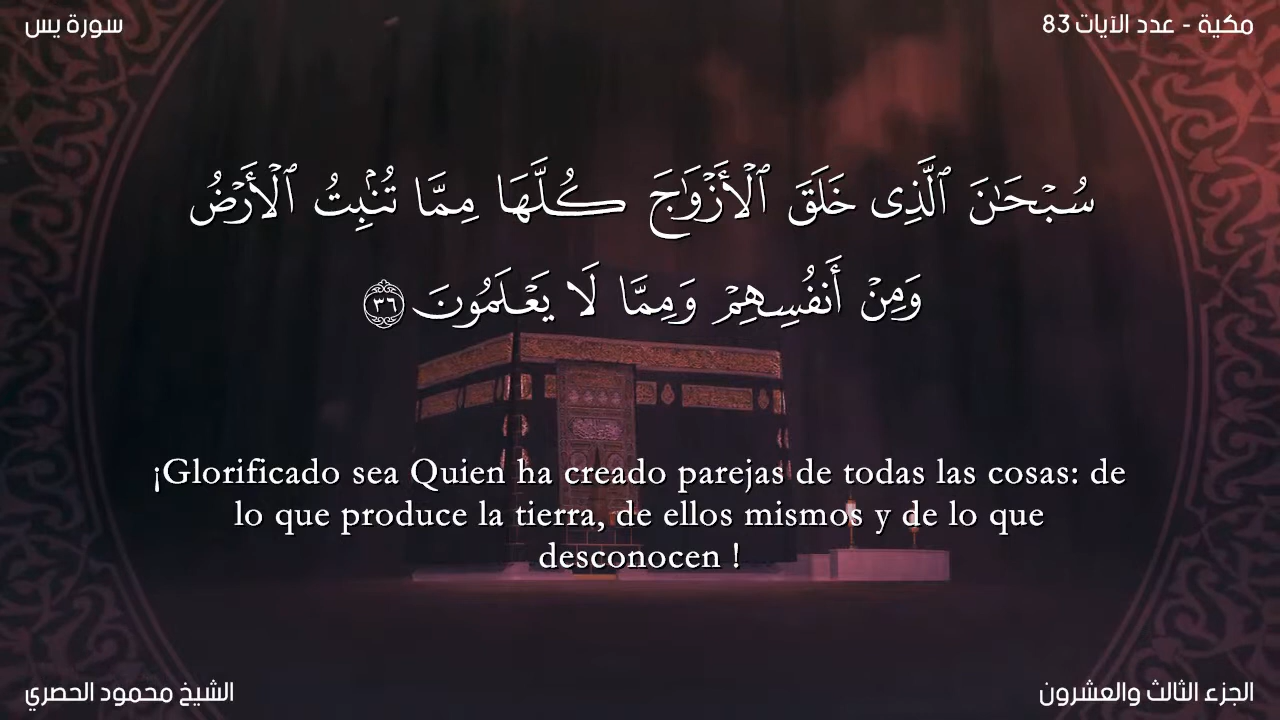 سورة يس
مكية - عدد الآيات 83
سُبْحَٰنَ ٱلَّذِى خَلَقَ ٱلْأَزْوَٰجَ كُلَّهَا مِمَّا تُنۢبِتُ ٱلْأَرْضُ
وَمِنْ أَنفُسِهِمْ وَمِمَّا لَا يَعْلَمُونَ ٣٦
¡Glorificado sea Quien ha creado parejas de todas las cosas: de
lo que produce la tierra, de ellos mismos y de lo que
desconocen !
الشيخ محمود الحصري
الجزء الثالث والعشرون